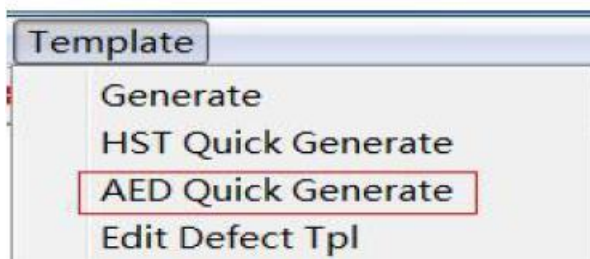 Template
Generate
HST Quick Generate
AED Quick Generate
Edit Defect Tpl